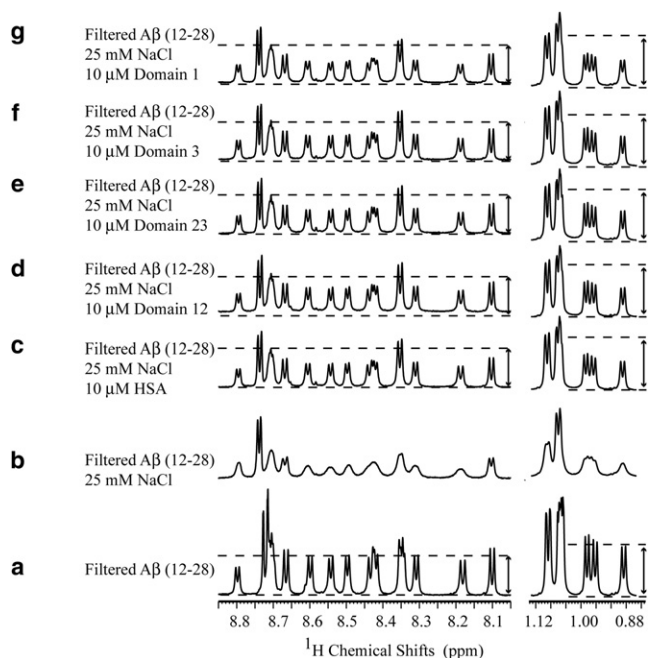 g
Filtered Aβ (12-28)
25 mM NaCl
10 μM Domain 1
f
Filtered Aβ (12-28)
25 mM NaCl
10 μM Domain 3
e
Filtered Aβ (12-28)
25 mM NaCl
10 μM Domain 23
d
Filtered Aβ (12-28)
25 mM NaCl
10 μM Domain 12
c
Filtered Aβ (12-28)
25 mM NaCl
10 μM HSA
b
Filtered Aβ (12-28)
25 mM NaCl
a
Filtered Aβ (12-28)
8.8 8.7 8.6 8.5 8.4 8.3 8.2 8.1 1.12 1.00 0.88
¹H Chemical Shifts (ppm)